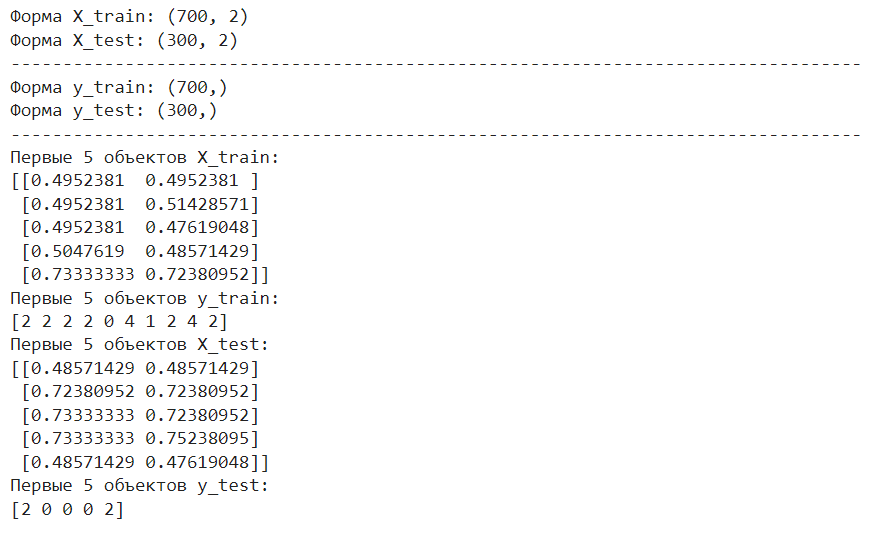 Форма X_train: (700, 2)
Форма X_test: (300, 2)
---------------------------------------------------------------------------------
Форма y_train: (700,)
Форма y_test: (300,)
---------------------------------------------------------------------------------
Первые 5 объектов X_train:
[[0.4952381  0.4952381 ]
 [0.4952381  0.51428571]
 [0.4952381  0.47619048]
 [0.5047619  0.48571429]
 [0.73333333 0.72380952]]
Первые 5 объектов y_train:
[2 2 2 2 0 4 1 2 4 2]
Первые 5 объектов X_test:
[[0.48571429 0.48571429]
 [0.72380952 0.72380952]
 [0.73333333 0.72380952]
 [0.73333333 0.75238095]
 [0.48571429 0.47619048]]
Первые 5 объектов y_test:
[2 0 0 0 2]